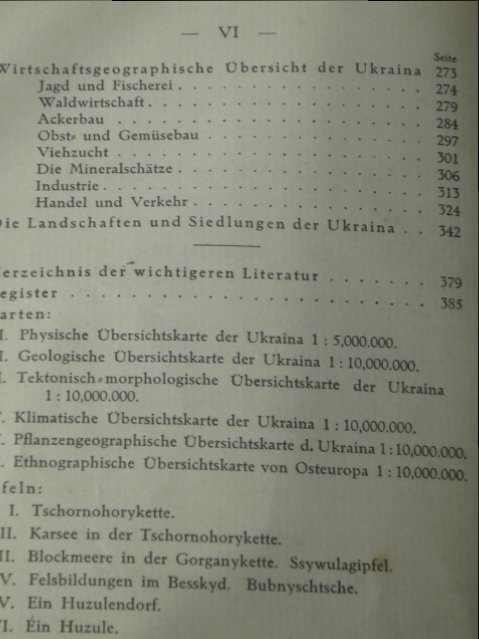 — VI —
Seite
Wirtschaftsgeographische Übersicht der Ukraina 273
Jagd und Fischerei . . . . . . . . . . . . . . 274
Waldwirtschaft . . . . . . . . . . . . . . . . 279
Ackerbau . . . . . . . . . . . . . . . . . . 284
Obst- und Gemüsebau . . . . . . . . . . . . 297
Viehzucht . . . . . . . . . . . . . . . . . . 301
Die Mineralschätze . . . . . . . . . . . . . . 306
Industrie . . . . . . . . . . . . . . . . . . . 313
Handel und Verkehr . . . . . . . . . . . . . 324
Die Landschaften und Siedlungen der Ukraina . . 342
erzeichnis der wichtigeren Literatur . . . . . . . 379
egister . . . . . . . . . . . . . . . . . . . . 385
arten:
I. Physische Übersichtskarte der Ukraina 1 : 5,000.000.
I. Geologische Übersichtskarte der Ukraina 1 : 10,000.000.
I. Tektonisch-morphologische Übersichtskarte der Ukraina
1 : 10,000.000.
V. Klimatische Übersichtskarte der Ukraina 1 : 10,000.000.
V. Pflanzengeographische Übersichtskarte d. Ukraina 1 : 10,000.000.
I. Ethnographische Übersichtskarte von Osteuropa 1 : 10,000.000.
feln:
I. Tschornohorykette.
II. Karsee in der Tschornohorykette.
II. Blockmeere in der Gorganykette. Ssywulagipfel.
V. Felsbildungen im Besskyd. Bubnyschtsche.
V. Ein Huzulendorf.
VI. Ein Huzule.